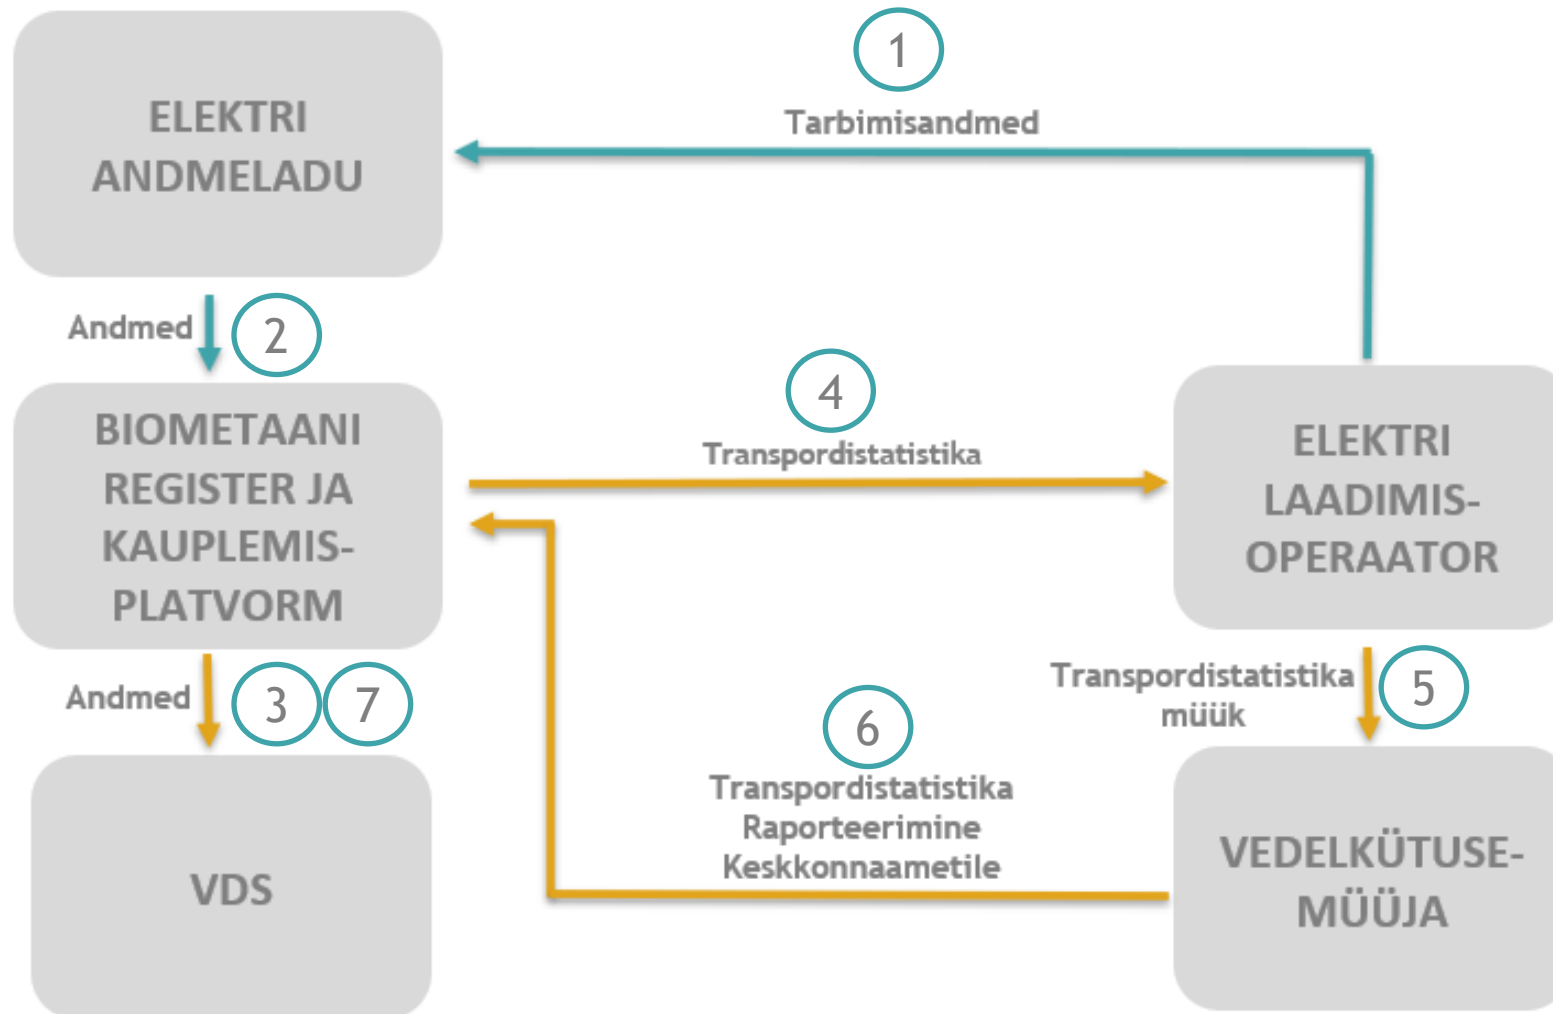 1
Tarbimisandmed
ELEKTRI
ANDMELADU
Andmed
2
BIOMETAANI
REGISTER JA
KAUPLEMIS-
PLATVORM
4
Transpordistatistika
ELEKTRI
LAADIMIS-
OPERAATOR
Andmed
3
7
Transpordistatistika
müük
5
6
Transpordistatistika
Raporteerimine
Keskkonnaametile
VDS
VEDELKÜTUSE-
MÜÜJA